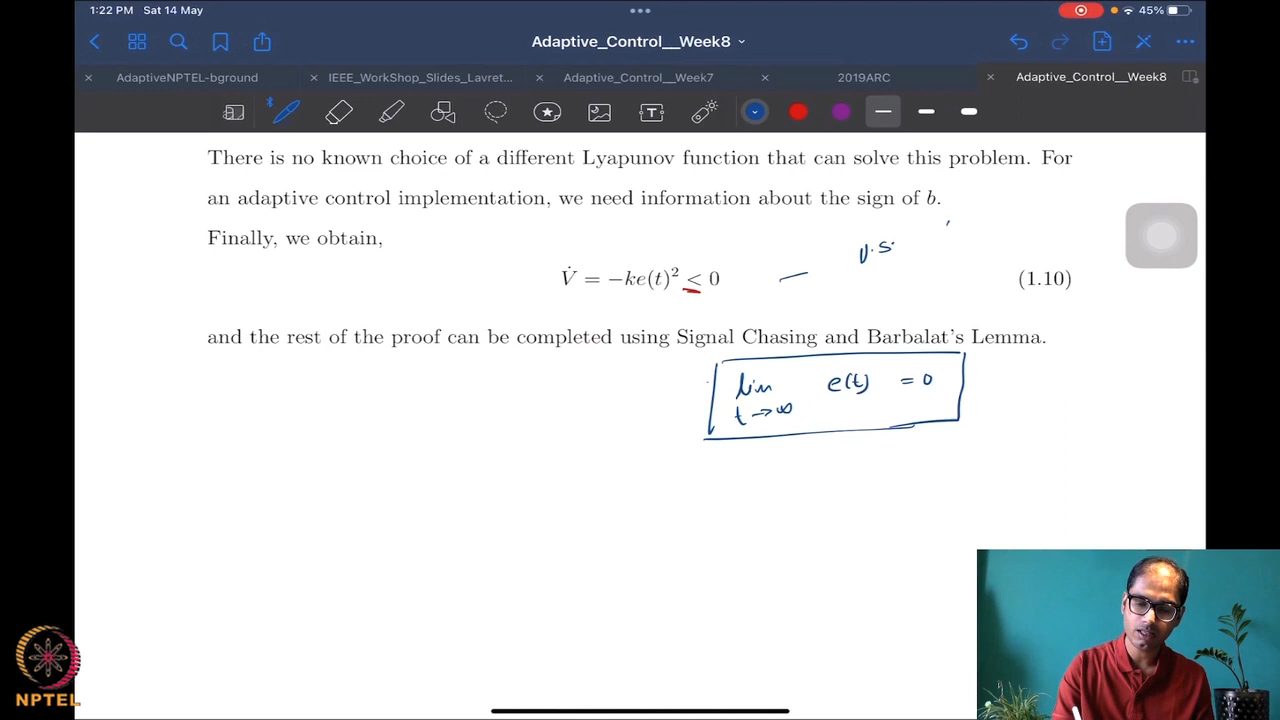 1:22 PM Sat 14 May
45%
Adaptive_Control__Week8
AdaptiveNPTEL-bground
IEEE_WorkShop_Slides_Lavret...
Adaptive_Control__Week7
2019ARC
Adaptive_Control__Week8
There is no known choice of a different Lyapunov function that can solve this problem. For
an adaptive control implementation, we need information about the sign of b.
Finally, we obtain,
V̇ = −ke(t)² < 0 (1.10)
and the rest of the proof can be completed using Signal Chasing and Barbalat's Lemma.
lim e(t) = 0
t → ∞
NPTEL